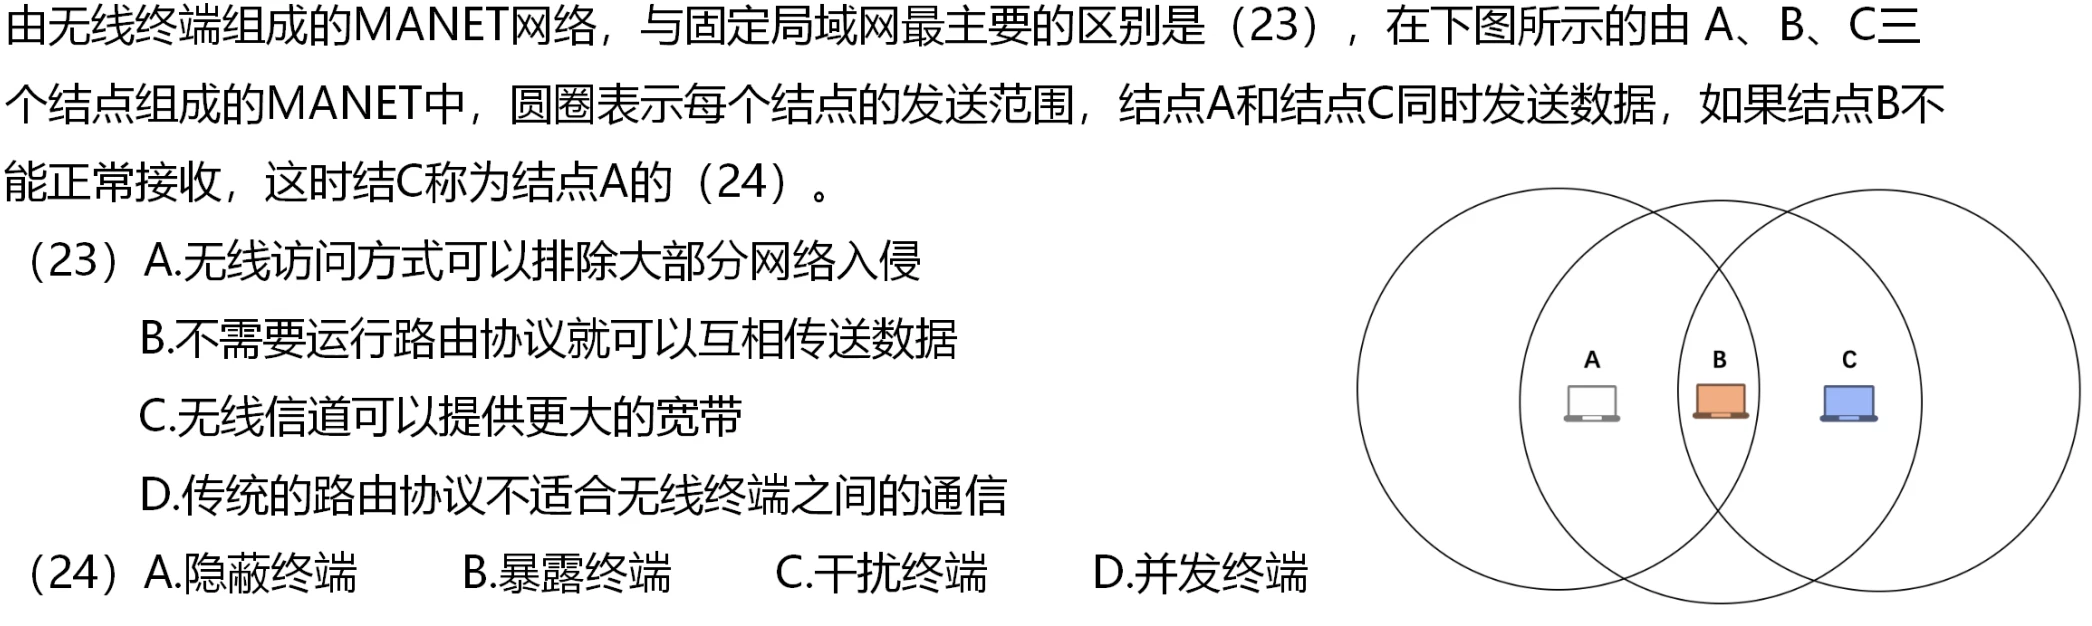 由无线终端组成的MANET网络，与固定局域网最主要的区别是（23），在下图所示的由 A、B、C三
个结点组成的MANET中，圆圈表示每个结点的发送范围，结点A和结点C同时发送数据，如果结点B不
能正常接收，这时结C称为结点A的（24）。
（23）A.无线访问方式可以排除大部分网络入侵
B.不需要运行路由协议就可以互相传送数据
C.无线信道可以提供更大的宽带
D.传统的路由协议不适合无线终端之间的通信
（24）A.隐蔽终端 B.暴露终端 C.干扰终端 D.并发终端
A B C